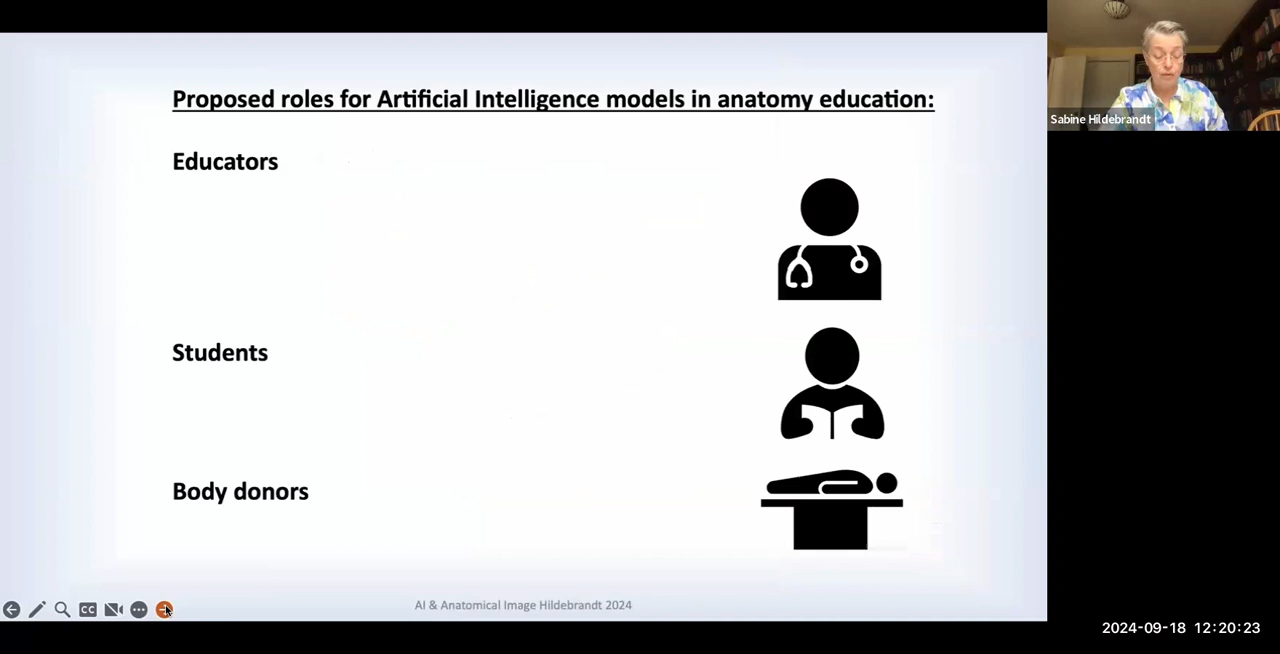 Proposed roles for Artificial Intelligence models in anatomy education:
Educators
Students
Body donors
AI & Anatomical Image Hildebrandt 2024
CC
Sabine Hildebrandt
2024-09-18 12:20:23